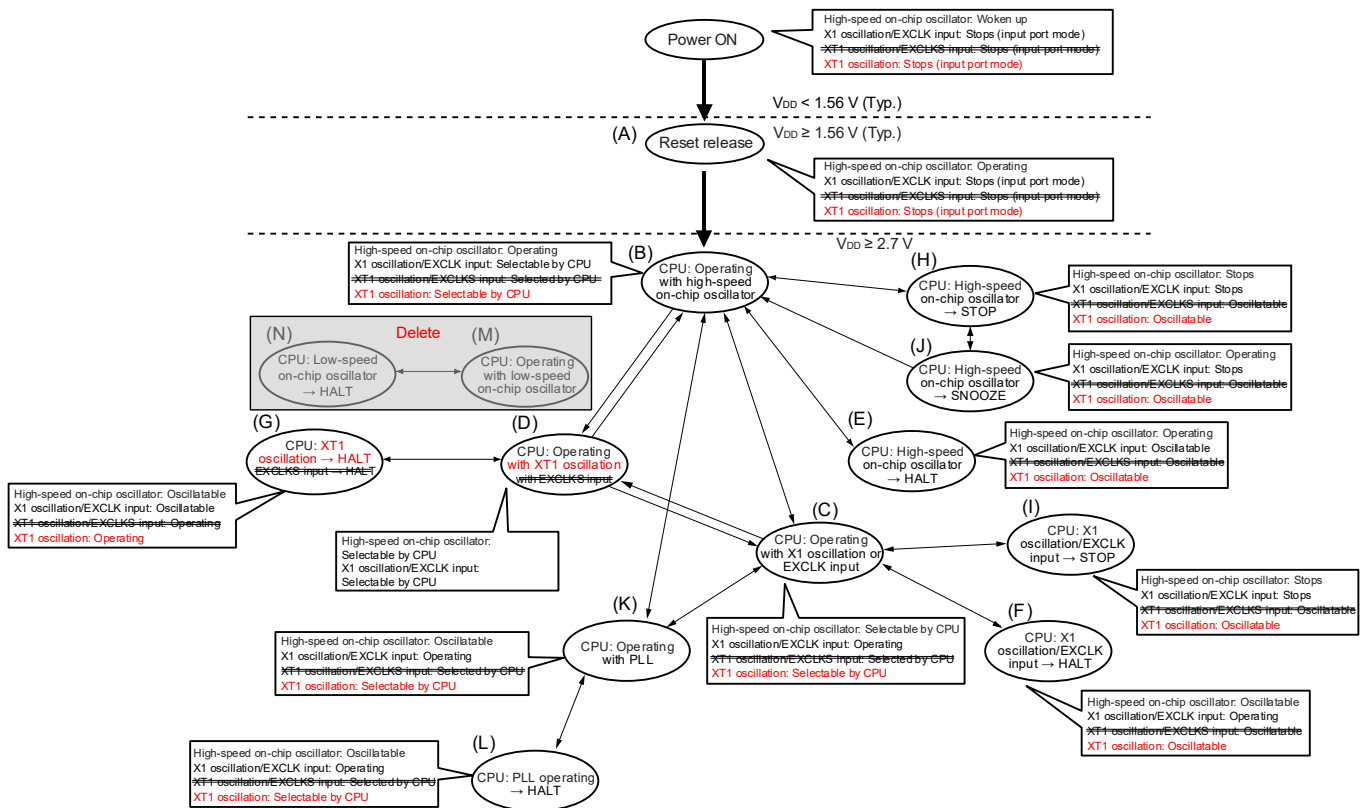 High-speed on-chip oscillator: Woken up
X1 oscillation/EXCLK input: Stops (input port mode)
XT1 oscillation/EXCLKS input: Stops (input port mode)
XT1 oscillation: Stops (input port mode)
Power ON
VDD < 1.56 V (Typ.)
VDD ≥ 1.56 V (Typ.)
(A)
Reset release
High-speed on-chip oscillator: Operating
X1 oscillation/EXCLK input: Stops (input port mode)
XT1 oscillation/EXCLKS input: Stops (input port mode)
XT1 oscillation: Stops (input port mode)
VDD ≥ 2.7 V
High-speed on-chip oscillator: Operating
X1 oscillation/EXCLK input: Selectable by CPU
XT1 oscillation/EXCLKS input: Selected by CPU
XT1 oscillation: Selectable by CPU
(B)
CPU: Operating
with high-speed
on-chip oscillator
(H)
CPU: High-speed
on-chip oscillator
→ STOP
High-speed on-chip oscillator: Stops
X1 oscillation/EXCLK input: Stops
XT1 oscillation/EXCLKS input: Oscillatable
XT1 oscillation: Oscillatable
(N)
Delete
(M)
CPU: Low-speed
on-chip oscillator
→ HALT
CPU: Operating
with low-speed
on-chip oscillator
(J)
CPU: High-speed
on-chip oscillator
→ SNOOZE
High-speed on-chip oscillator: Operating
X1 oscillation/EXCLK input: Stops
XT1 oscillation/EXCLKS input: Oscillatable
XT1 oscillation: Oscillatable
(G)
CPU: XT1
oscillation → HALT
EXCLKS input → HALT
(D)
CPU: Operating
with XT1 oscillation
with EXCLKS input
(E)
CPU: High-speed
on-chip oscillator
→ HALT
High-speed on-chip oscillator: Operating
X1 oscillation/EXCLK input: Oscillatable
XT1 oscillation/EXCLKS input: Oscillatable
XT1 oscillation: Oscillatable
High-speed on-chip oscillator: Oscillatable
X1 oscillation/EXCLK input: Oscillatable
XT1 oscillation/EXCLKS input: Operating
XT1 oscillation: Operating
High-speed on-chip oscillator:
Selectable by CPU
X1 oscillation/EXCLK input:
Selectable by CPU
(C)
CPU: Operating
with X1 oscillation or
EXCLK input
(I)
CPU: X1
oscillation/EXCLK
input → STOP
High-speed on-chip oscillator: Stops
X1 oscillation/EXCLK input: Stops
XT1 oscillation/EXCLKS input: Oscillatable
XT1 oscillation: Oscillatable
(K)
CPU: Operating
with PLL
High-speed on-chip oscillator: Oscillatable
X1 oscillation/EXCLK input: Operating
XT1 oscillation/EXCLKS input: Selected by CPU
XT1 oscillation: Selectable by CPU
High-speed on-chip oscillator: Selectable by CPU
X1 oscillation/EXCLK input: Operating
XT1 oscillation/EXCLKS input: Selected by CPU
XT1 oscillation: Selectable by CPU
(F)
CPU: X1
oscillation/EXCLK
input → HALT
High-speed on-chip oscillator: Oscillatable
X1 oscillation/EXCLK input: Operating
XT1 oscillation/EXCLKS input: Oscillatable
XT1 oscillation: Oscillatable
(L)
CPU: PLL operating
→ HALT
High-speed on-chip oscillator: Oscillatable
X1 oscillation/EXCLK input: Operating
XT1 oscillation/EXCLKS input: Selected by CPU
XT1 oscillation: Selectable by CPU